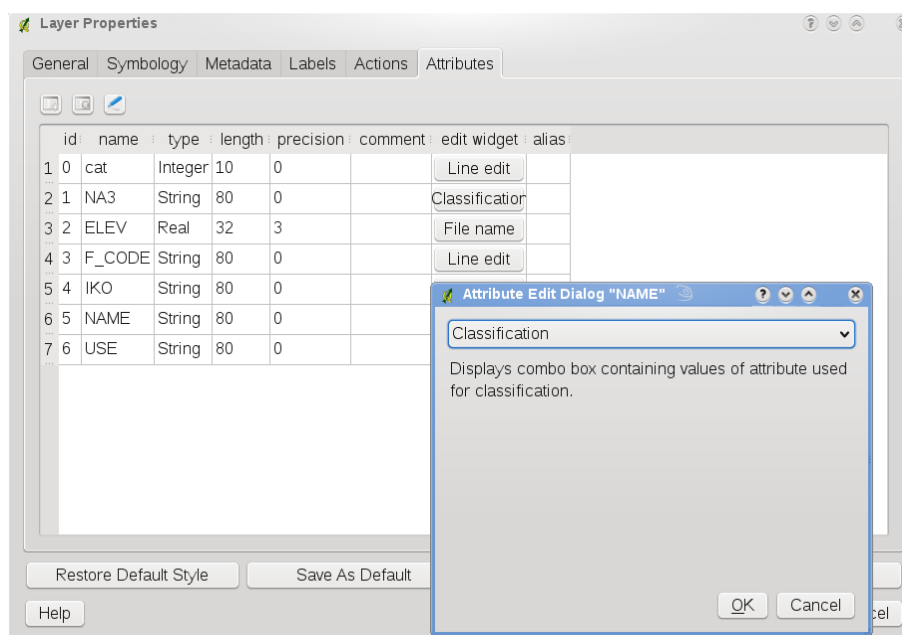 Layer Properties
General Symbology Metadata Labels Actions Attributes
id name type length precision comment edit widget alias
1 0 cat Integer 10 0 Line edit
2 1 NA3 String 80 0 Classification
3 2 ELEV Real 32 3 File name
4 3 F_CODE String 80 0 Line edit
5 4 IKO String 80 0
6 5 NAME String 80 0
7 6 USE String 80 0
Attribute Edit Dialog "NAME"
Classification
Displays combo box containing values of attribute used
for classification.
OK Cancel
Restore Default Style Save As Default
Help cel